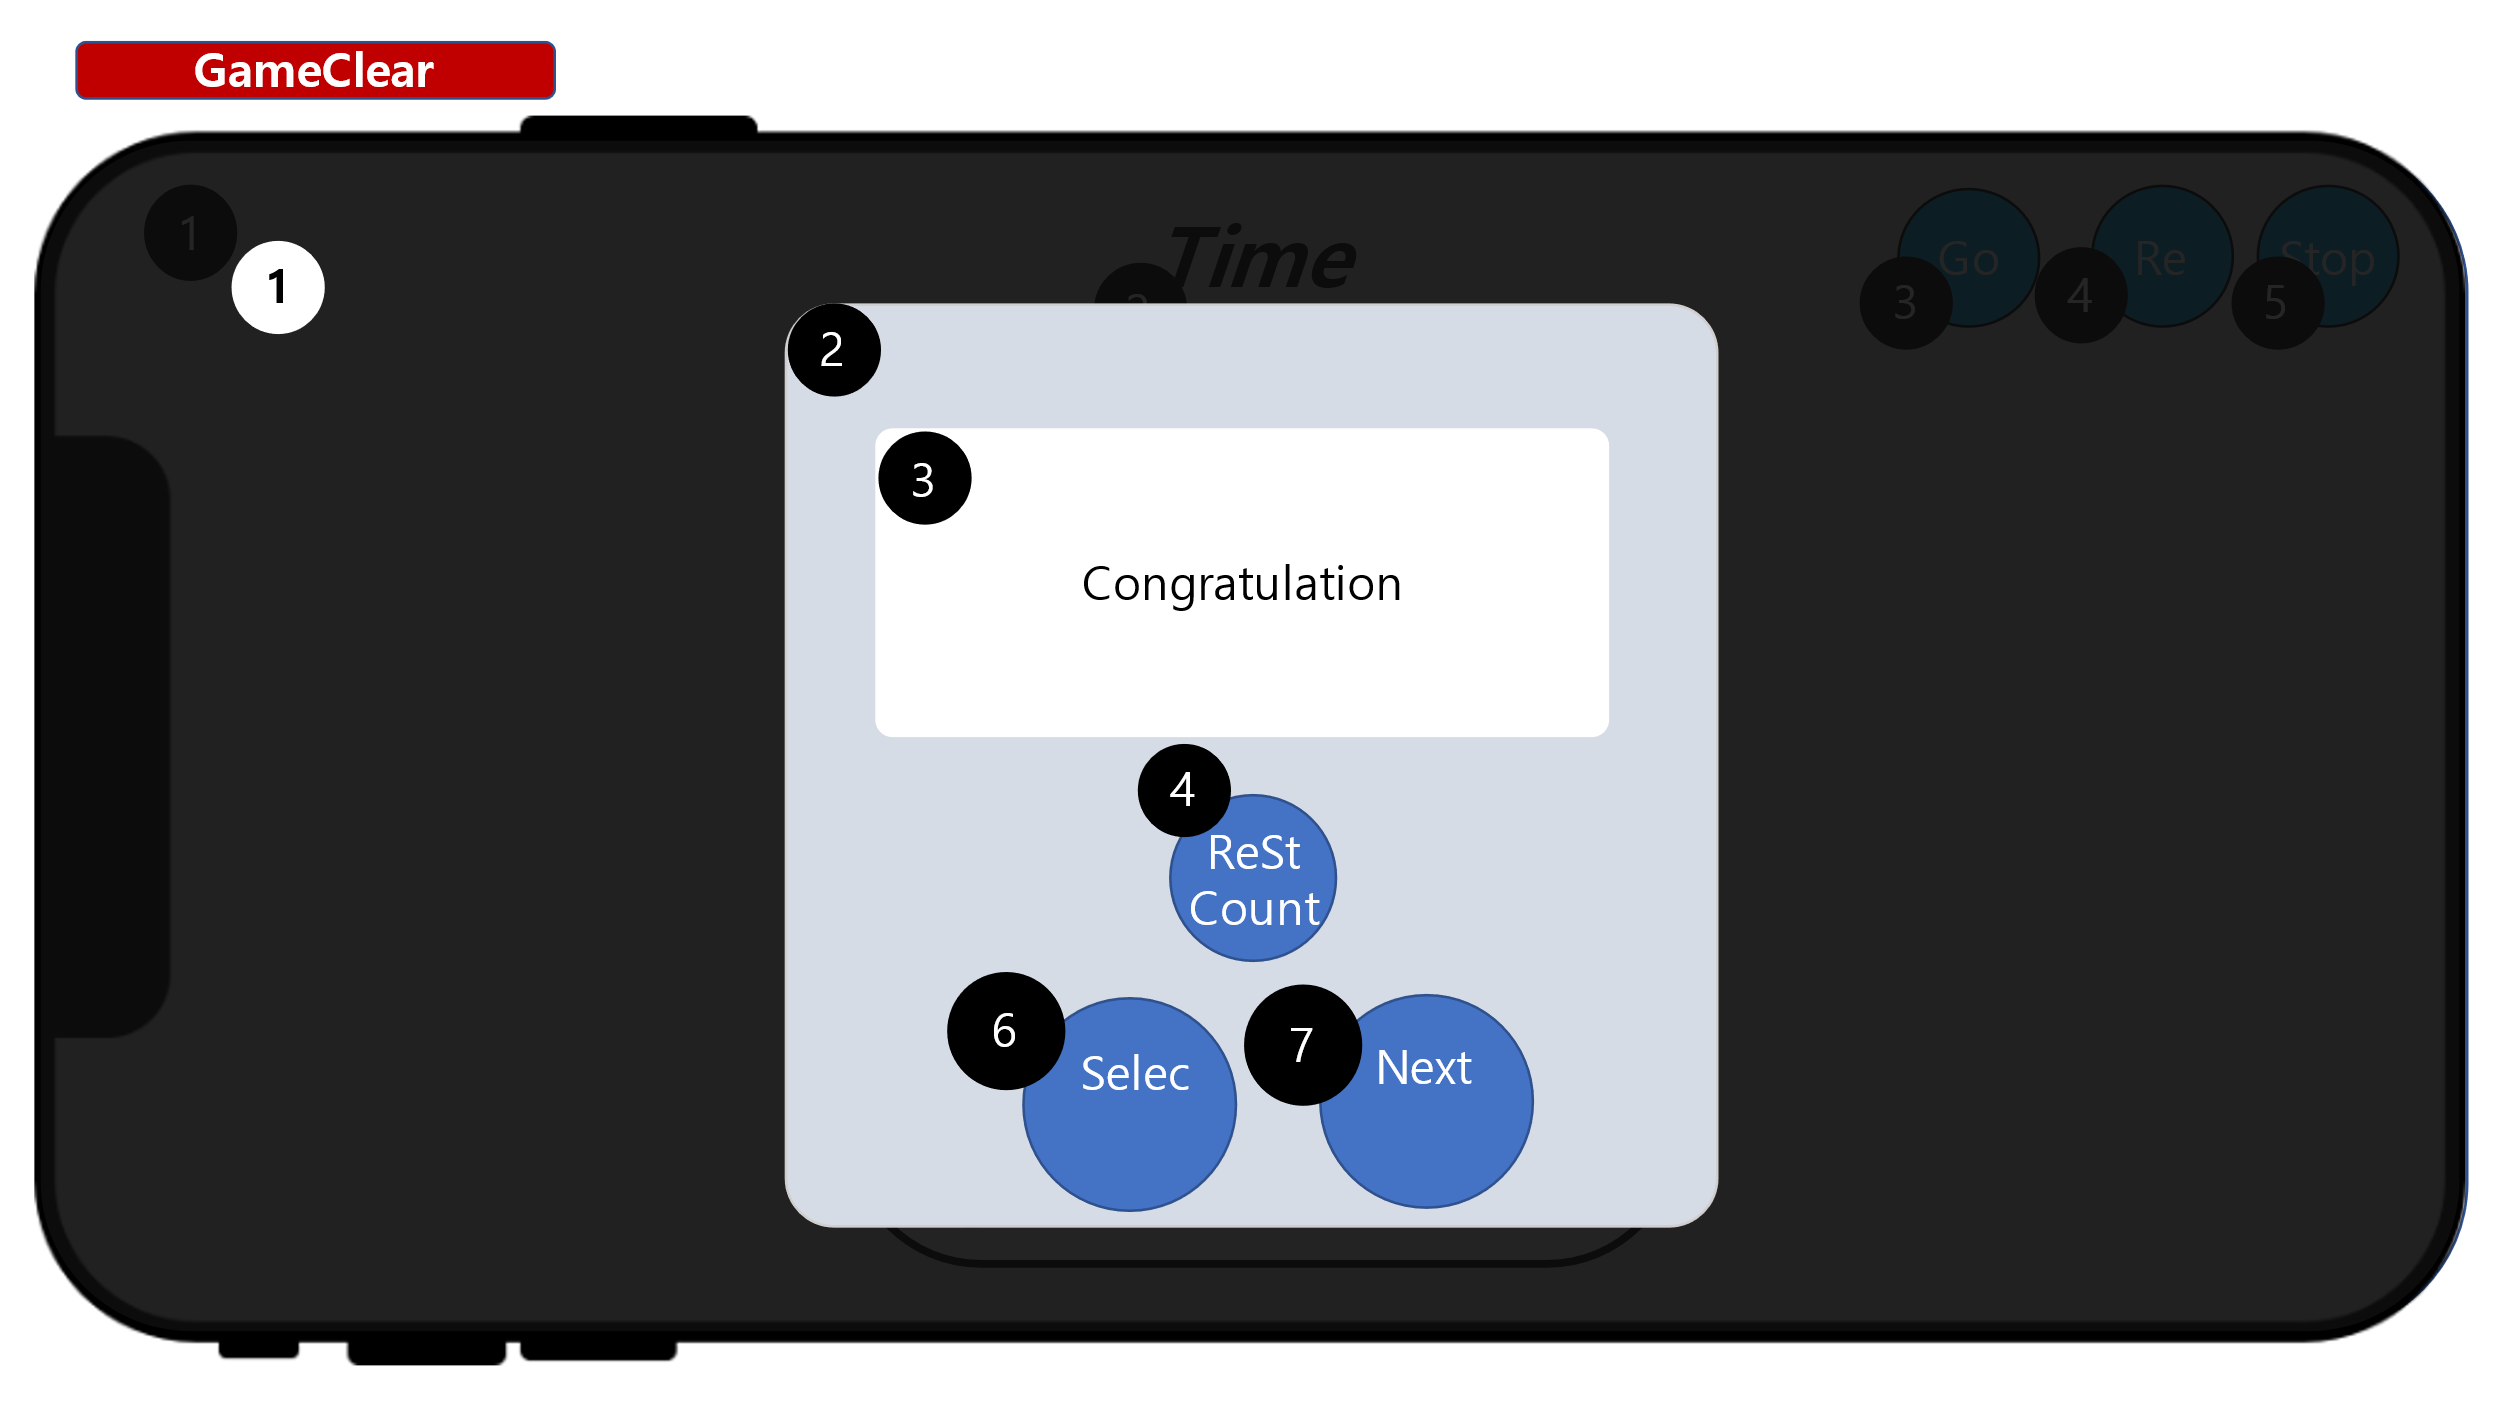 GameClear
1
1
Time
Go
Re
Stop
3
4
5
2
3
Congratulation
4
ReSt
Count
6
Selec
7
Next